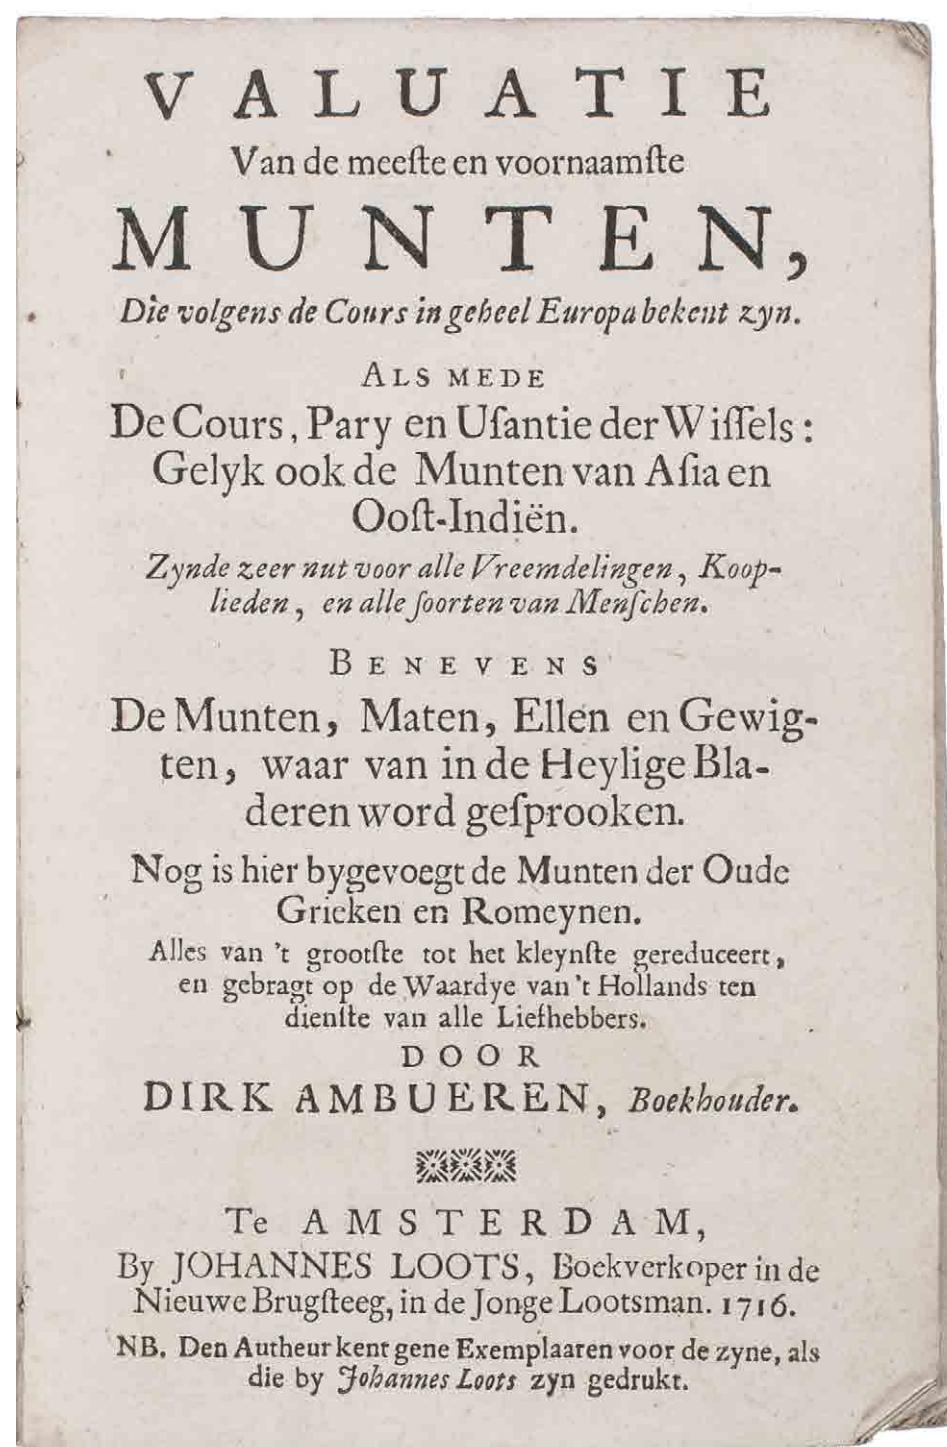 VALUATIE
Van de meeſte en voornaamſte
MUNTEN,
Die volgens de Cours in geheel Europa bekent zyn.
ALS MEDE
De Cours, Pary en Uſantie der Wiſſels:
Gelyk ook de Munten van Aſia en
Ooſt-Indiën.
Zynde zeer nut voor alle Vreemdelingen, Koop-
lieden, en alle ſoorten van Menſchen.
BENEVENS
De Munten, Maten, Ellen en Gewig-
ten, waar van in de Heylige Bla-
deren word geſprooken.
Nog is hier bygevoegt de Munten der Oude
Grieken en Romeynen.
Alles van 't grootſte tot het kleynſte gereduceert,
en gebragt op de Waardye van 't Hollands ten
dienſte van alle Liefhebbers.
DOOR
DIRK AMBUEREN, Boekhouder.
Te AMSTERDAM,
By JOHANNES LOOTS, Boekverkoper in de
Nieuwe Brugſteeg, in de Jonge Lootsman. 1716.
NB. Den Autheur kent gene Exemplaaren voor de zyne, als
die by Johannes Loots zyn gedrukt.